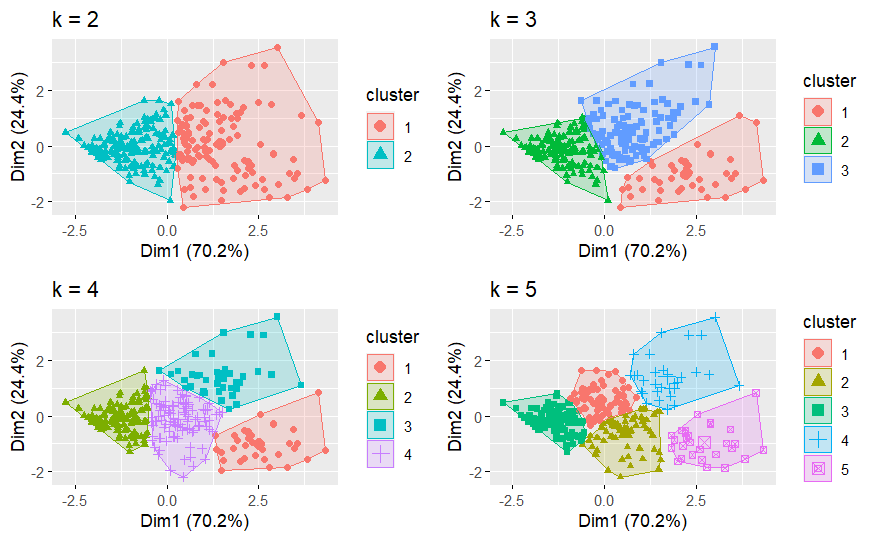 k = 2
Dim2 (24.4%)
2
0
-2
-2.5
0.0
2.5
Dim1 (70.2%)
cluster
1
2
k = 3
Dim2 (24.4%)
2
0
-2
-2.5
0.0
2.5
Dim1 (70.2%)
cluster
1
2
3
k = 4
Dim2 (24.4%)
2
0
-2
-2.5
0.0
2.5
Dim1 (70.2%)
cluster
1
2
3
4
k = 5
Dim2 (24.4%)
2
0
-2
-2.5
0.0
2.5
Dim1 (70.2%)
cluster
1
2
3
4
5